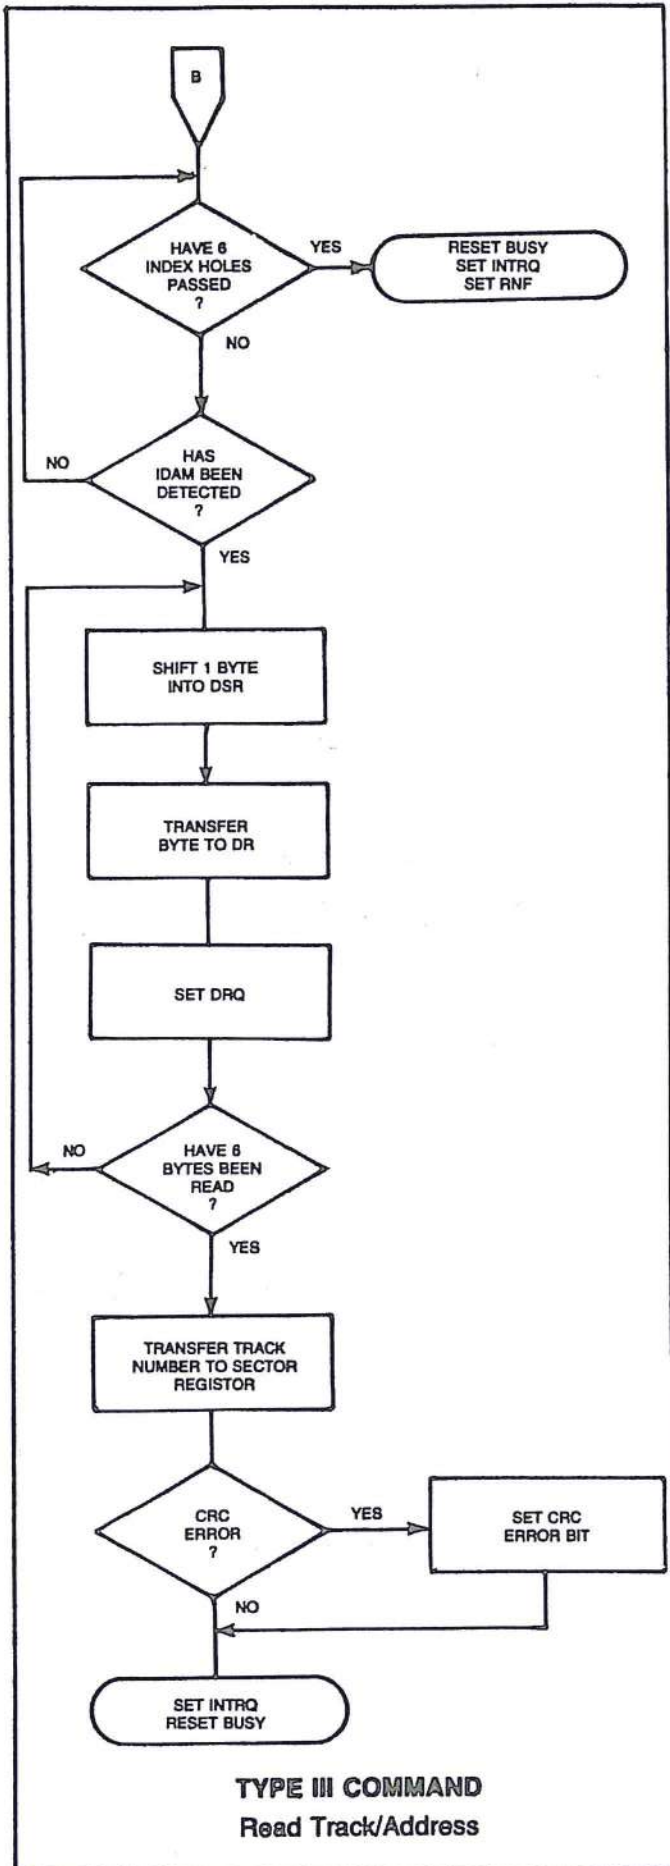 B
HAVE 6
INDEX HOLES
PASSED
?
YES
RESET BUSY
SET INTRQ
SET RNF
NO
HAS
IDAM BEEN
DETECTED
?
NO
YES
SHIFT 1 BYTE
INTO DSR
TRANSFER
BYTE TO DR
SET DRQ
HAVE 6
BYTES BEEN
READ
?
NO
YES
TRANSFER TRACK
NUMBER TO SECTOR
REGISTOR
CRC
ERROR
?
YES
SET CRC
ERROR BIT
NO
SET INTRQ
RESET BUSY
TYPE III COMMAND
Read Track/Address